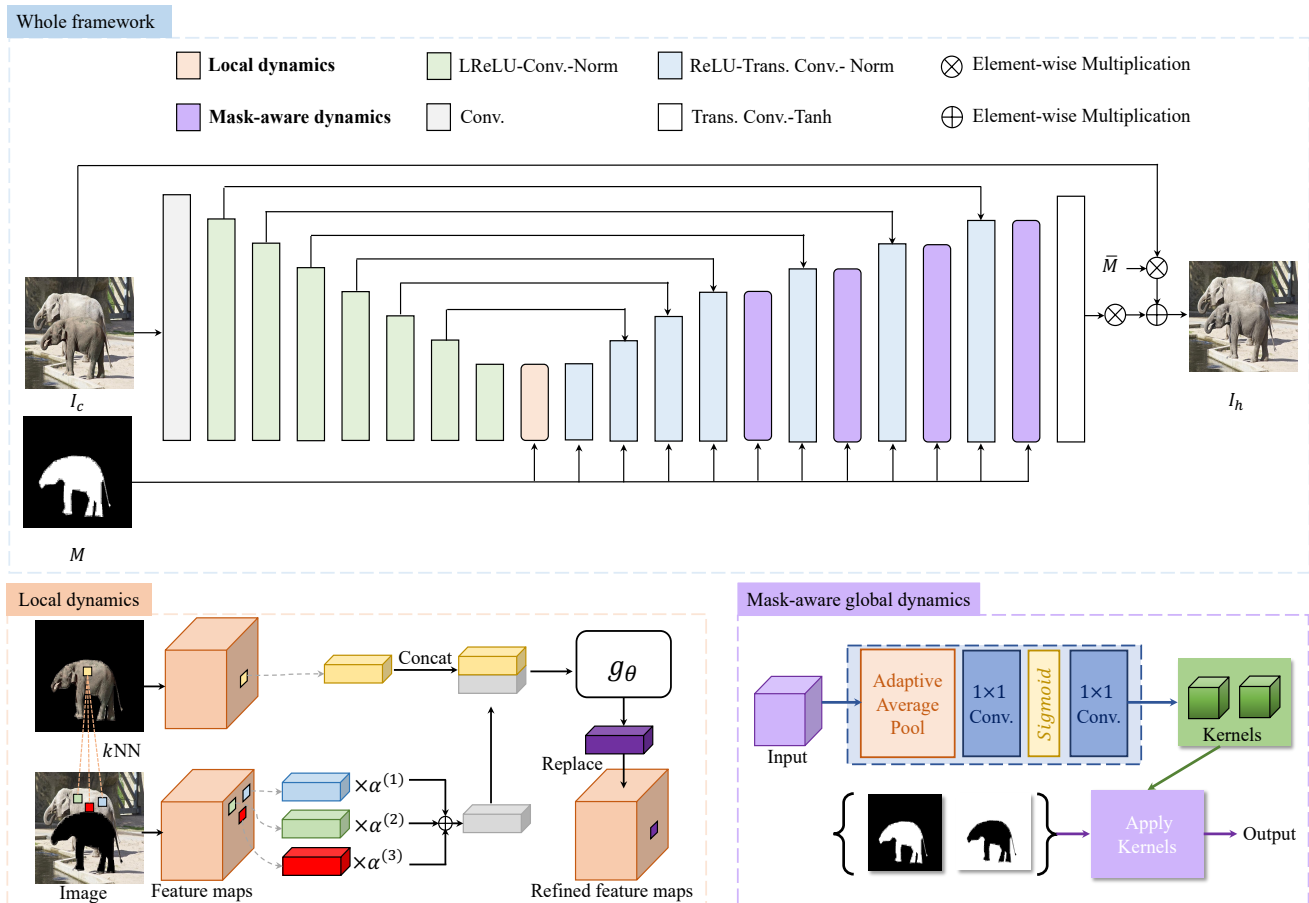 Whole framework
Local dynamics
LReLU-Conv.-Norm
ReLU-Trans. Conv.- Norm
Element-wise Multiplication
Mask-aware dynamics
Conv.
Trans. Conv.-Tanh
Element-wise Multiplication
M̄
I_c
I_h
M
Local dynamics
kNN
Concat
g_θ
Replace
×α^(1)
×α^(2)
×α^(3)
Image
Feature maps
Refined feature maps
Mask-aware global dynamics
Input
Adaptive
Average
Pool
1×1
Conv.
Sigmoid
1×1
Conv.
Kernels
Apply
Kernels
Output